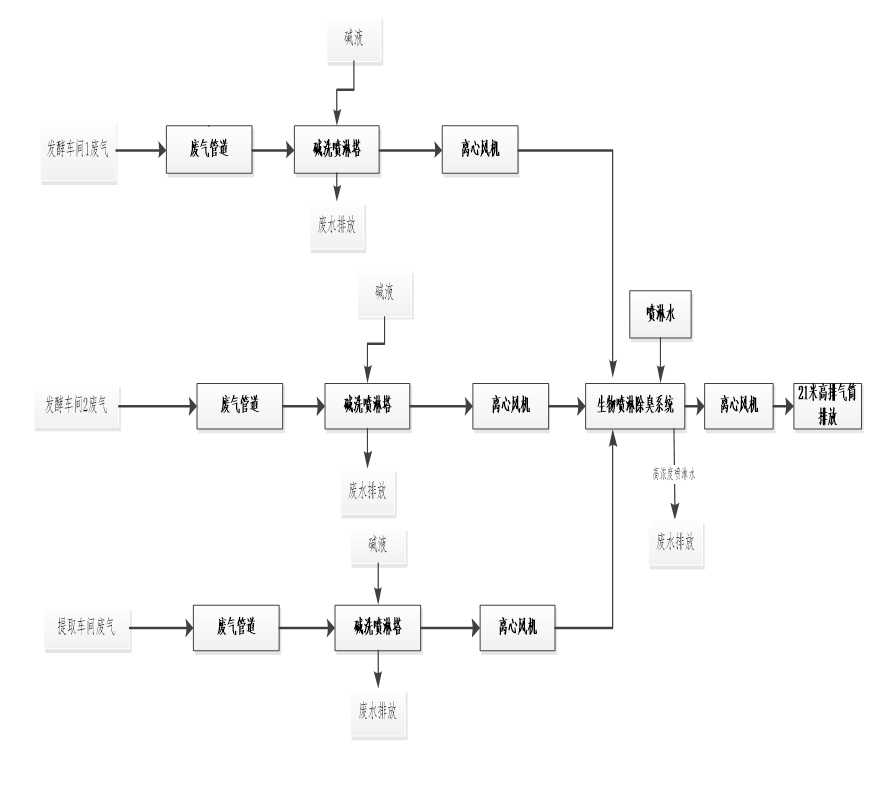 碱液
发酵车间1废气
废气管道
碱洗喷淋塔
离心风机
废水排放
碱液
喷淋水
发酵车间2废气
废气管道
碱洗喷淋塔
离心风机
生物喷淋除臭系统
离心风机
21米高排气筒
排放
高浓度喷淋水
废水排放
废水排放
碱液
提取车间废气
废气管道
碱洗喷淋塔
离心风机
废水排放